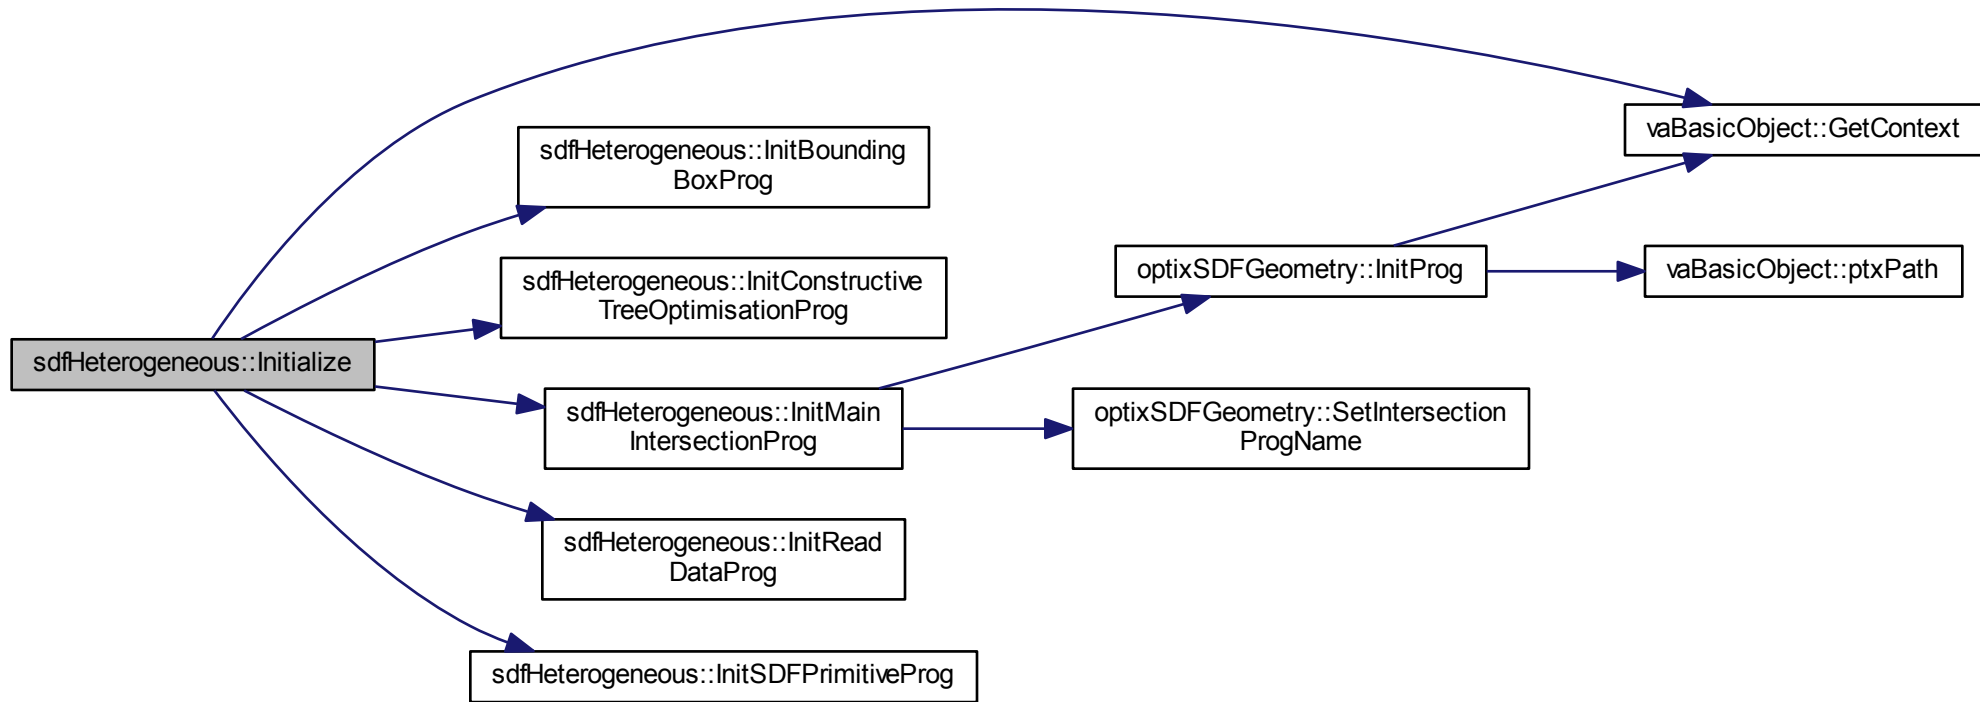 sdfHeterogeneous::Initialize
sdfHeterogeneous::InitBounding
BoxProg
sdfHeterogeneous::InitConstructive
TreeOptimisationProg
sdfHeterogeneous::InitMain
IntersectionProg
sdfHeterogeneous::InitRead
DataProg
sdfHeterogeneous::InitSDFPrimitiveProg
optixSDFGeometry::InitProg
optixSDFGeometry::SetIntersection
ProgName
vaBasicObject::GetContext
vaBasicObject::ptxPath